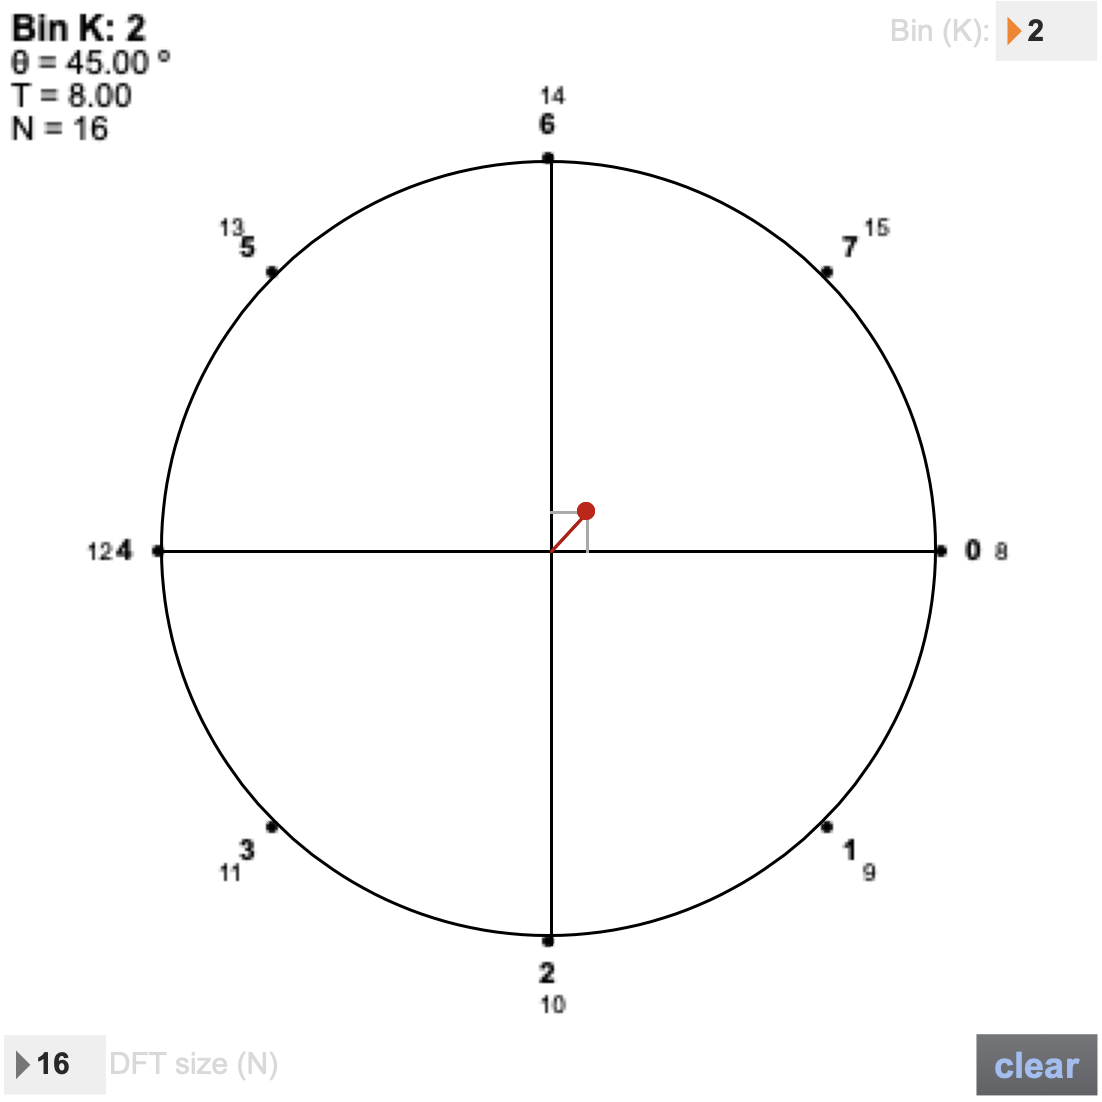 Bin K: 2
θ = 45.00 º
T = 8.00
N = 16
Bin (K): 2
14
6
13
5
7
15
12
4
0
8
3
11
1
9
2
10
16 DFT size (N)
clear